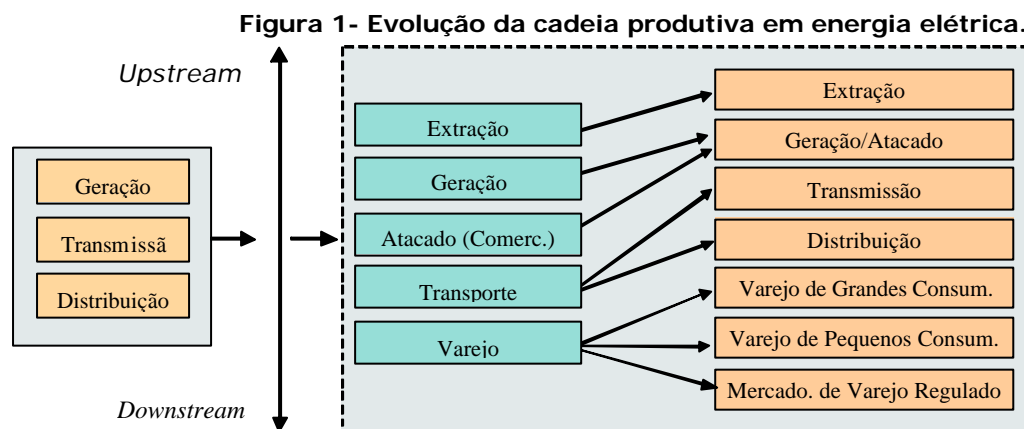 Figura 1- Evolução da cadeia produtiva em energia elétrica.
Upstream
Geração
Transmissã
Distribuição
Downstream
Extração
Geração
Atacado (Comerc.)
Transporte
Varejo
Extração
Geração/Atacado
Transmissão
Distribuição
Varejo de Grandes Consum.
Varejo de Pequenos Consum.
Mercado. de Varejo Regulado